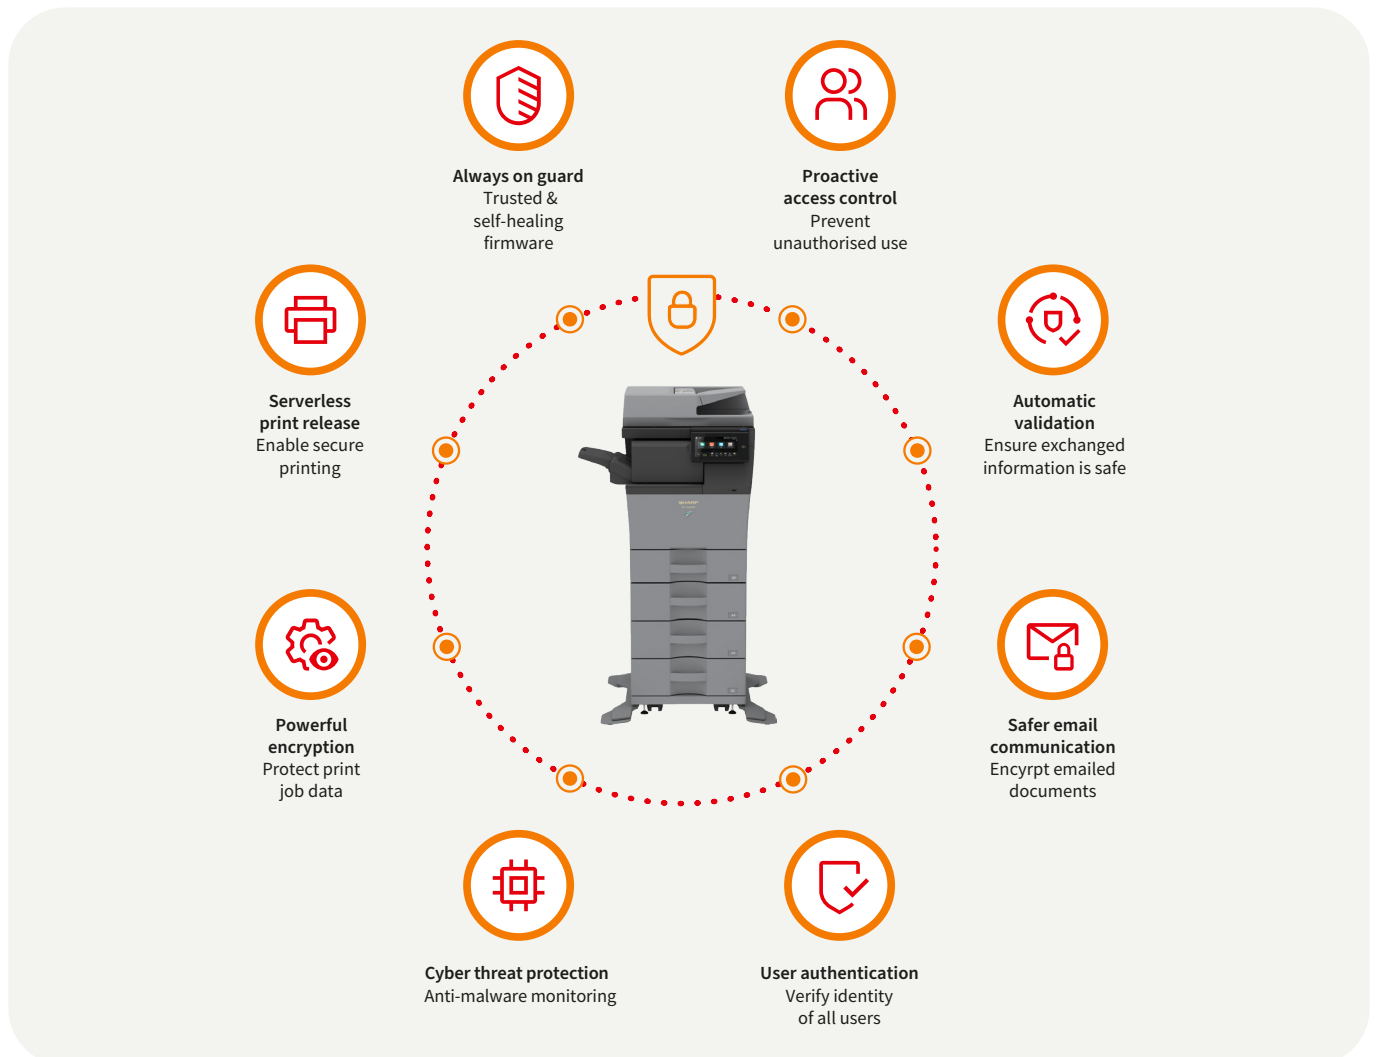 Always on guard
Trusted &
self-healing
firmware
Proactive
access control
Prevent
unauthorised use
Serverless
print release
Enable secure
printing
Automatic
validation
Ensure exchanged
information is safe
SHARP
Powerful
encryption
Protect print
job data
Safer email
communication
Encyrpt emailed
documents
Cyber threat protection
Anti-malware monitoring
User authentication
Verify identity
of all users